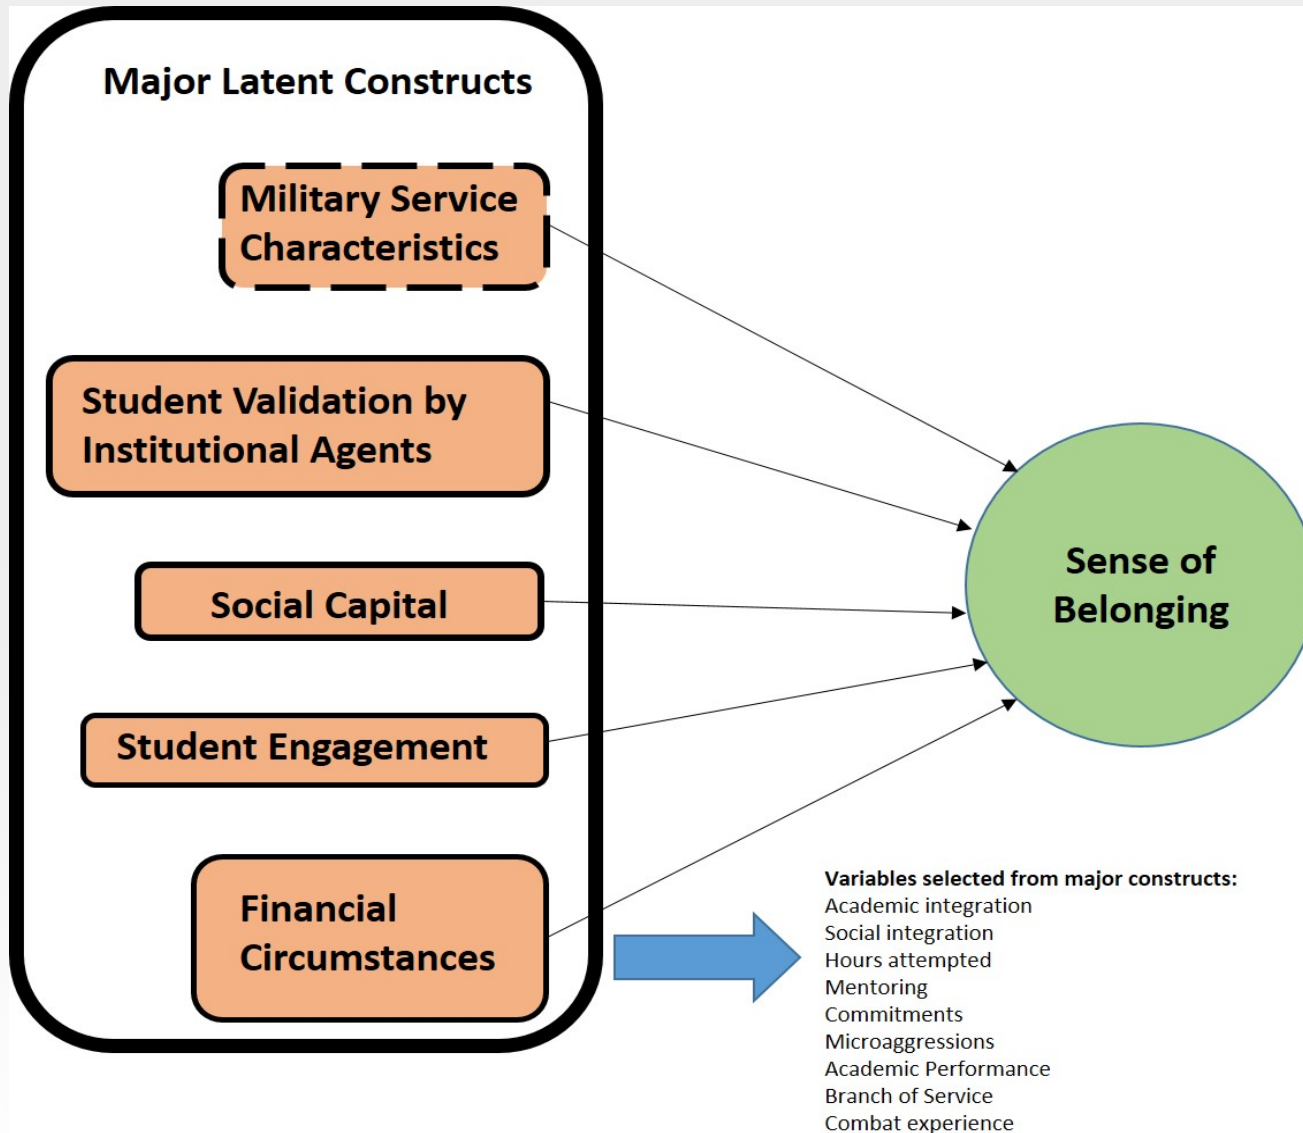 Major Latent Constructs
Military Service
Characteristics
Student Validation by
Institutional Agents
Social Capital
Student Engagement
Financial
Circumstances
Sense of
Belonging
Variables selected from major constructs:
Academic integration
Social integration
Hours attempted
Mentoring
Commitments
Microaggressions
Academic Performance
Branch of Service
Combat experience